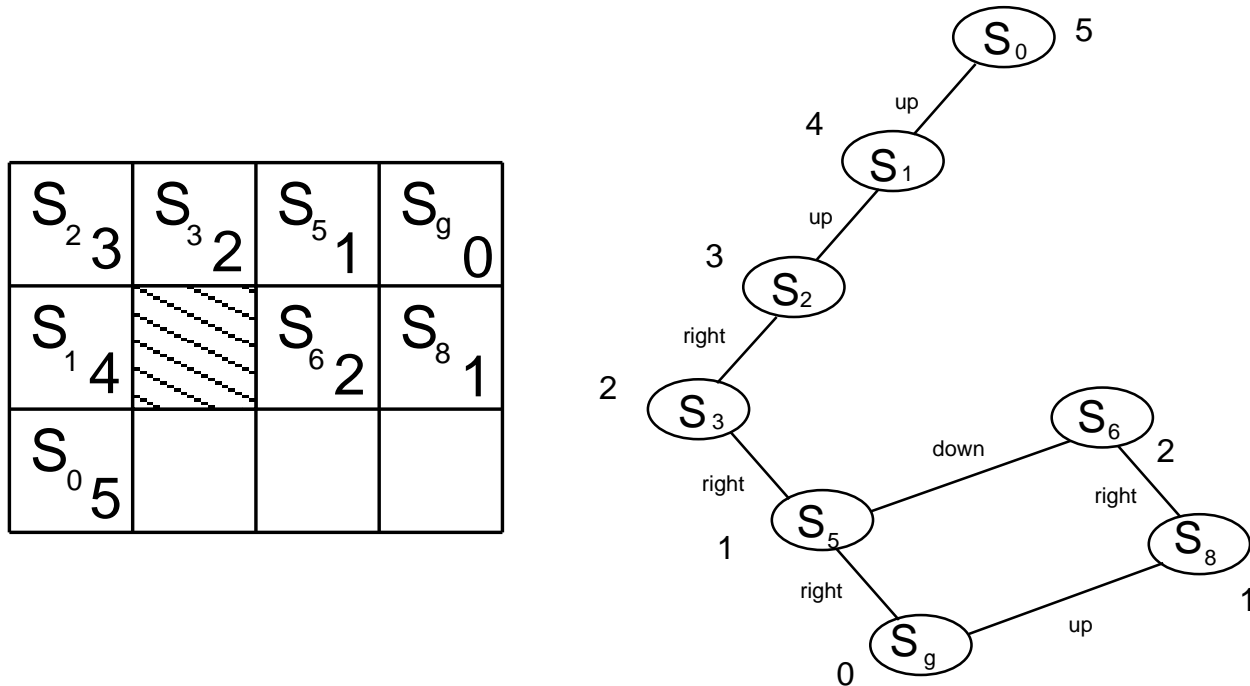 S2 3 S3 2 S5 1 Sg 0
S1 4 S6 2 S8 1
S0 5
S0 5
up
4
S1
up
3
S2
right
2
S3
S6
2
down
right
right
S5
1
S8
1
right
up
Sg
0